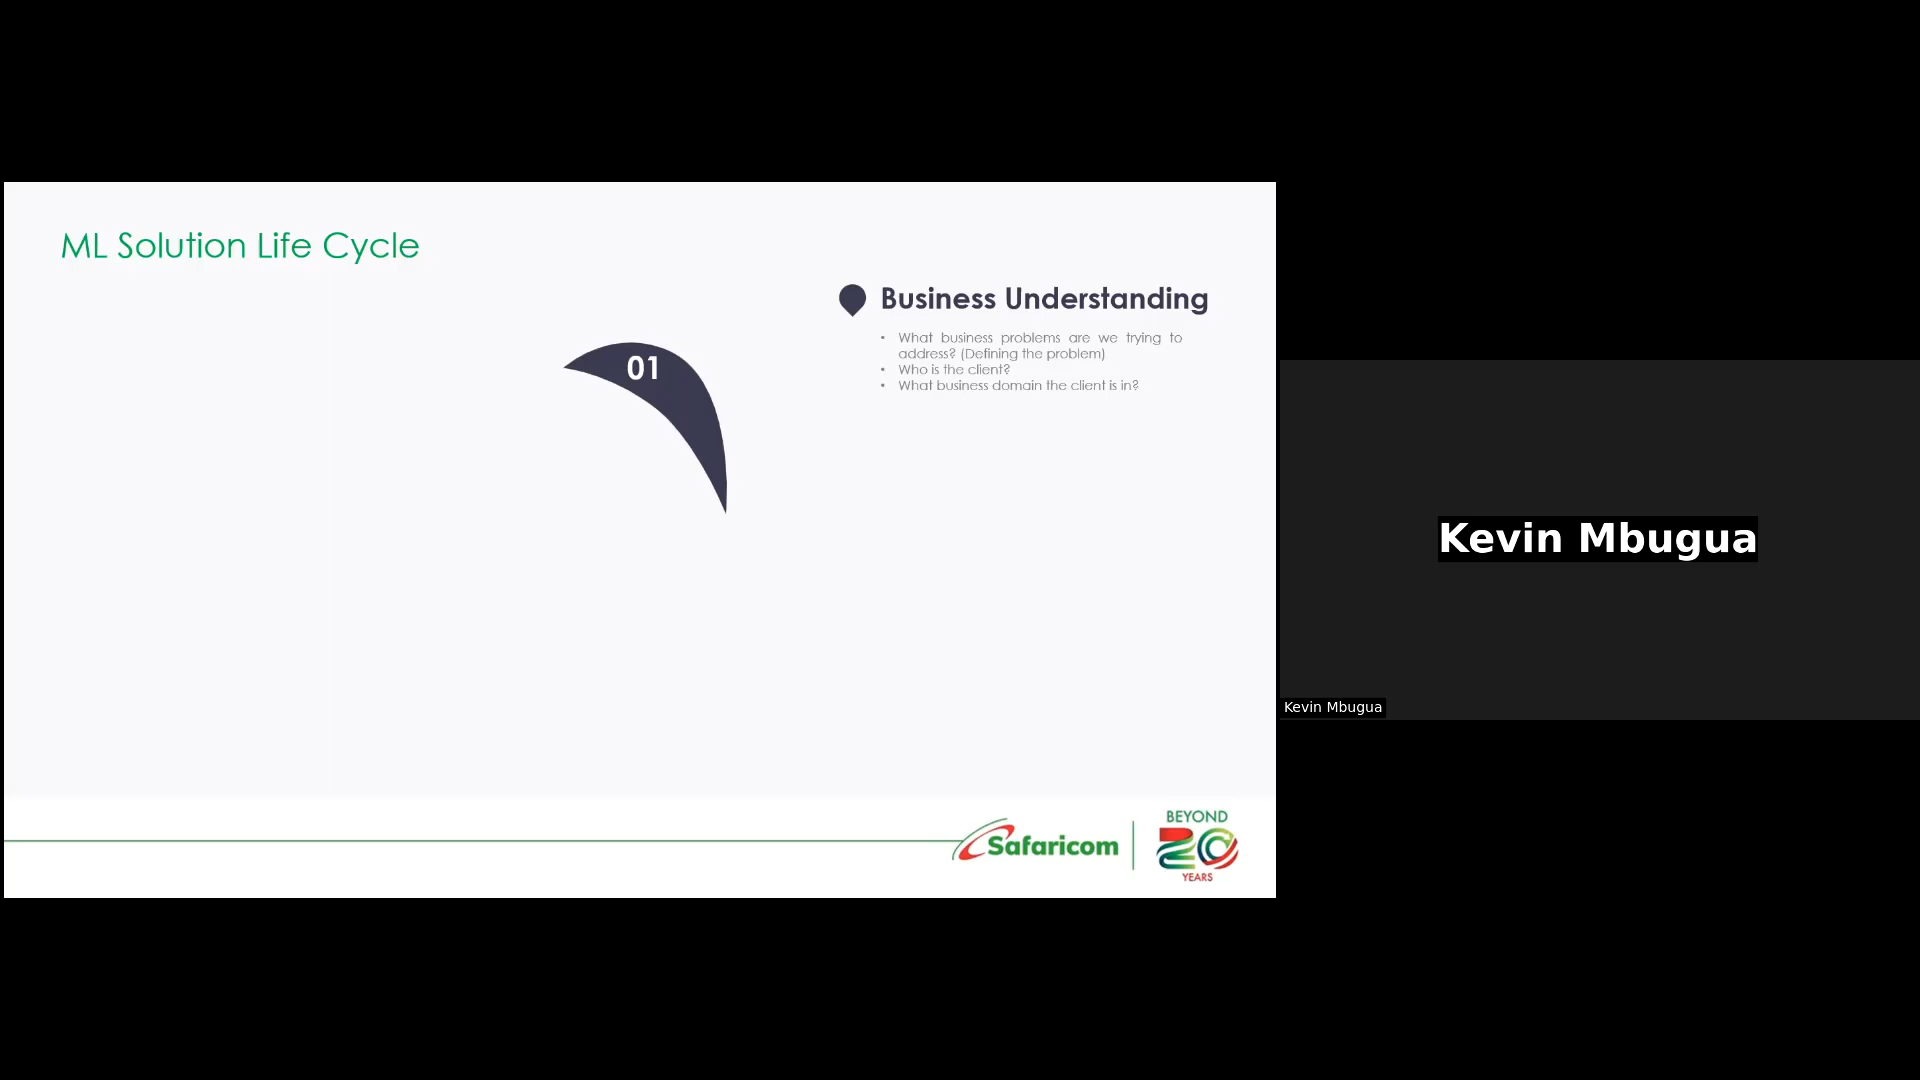 ML Solution Life Cycle
Business Understanding
• What business problems are we trying to
address? (Defining the problem)
• Who is the client?
• What business domain the client is in?
01
Kevin Mbugua
Kevin Mbugua
Safaricom
BEYOND
20
YEARS